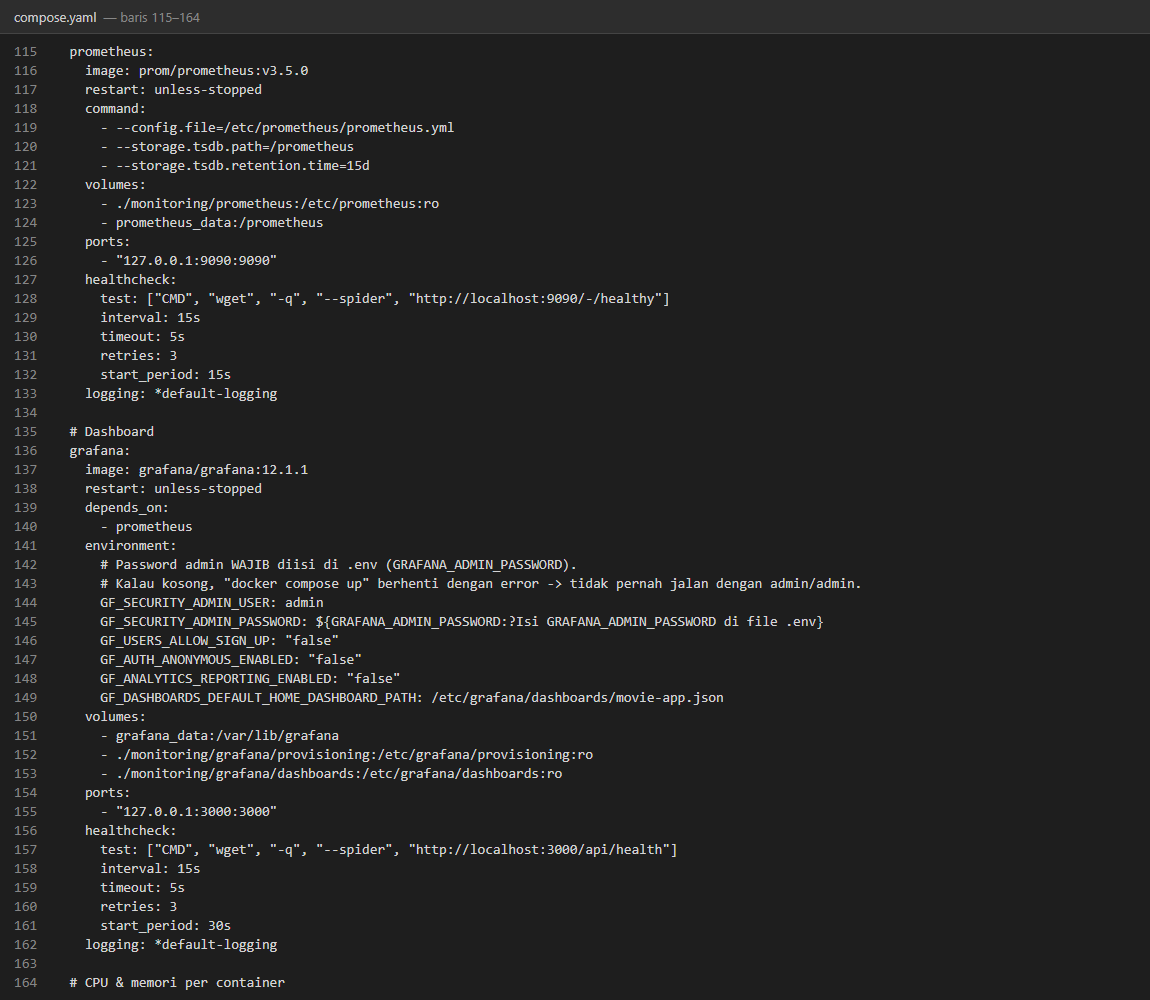 compose.yaml — baris 115–164
115 prometheus:
116 image: prom/prometheus:v3.5.0
117 restart: unless-stopped
118 command:
119 - --config.file=/etc/prometheus/prometheus.yml
120 - --storage.tsdb.path=/prometheus
121 - --storage.tsdb.retention.time=15d
122 volumes:
123 - ./monitoring/prometheus:/etc/prometheus:ro
124 - prometheus_data:/prometheus
125 ports:
126 - "127.0.0.1:9090:9090"
127 healthcheck:
128 test: ["CMD", "wget", "-q", "--spider", "http://localhost:9090/-/healthy"]
129 interval: 15s
130 timeout: 5s
131 retries: 3
132 start_period: 15s
133 logging: *default-logging
134
135 # Dashboard
136 grafana:
137 image: grafana/grafana:12.1.1
138 restart: unless-stopped
139 depends_on:
140 - prometheus
141 environment:
142 # Password admin WAJIB diisi di .env (GRAFANA_ADMIN_PASSWORD).
143 # Kalau kosong, "docker compose up" berhenti dengan error -> tidak pernah jalan dengan admin/admin.
144 GF_SECURITY_ADMIN_USER: admin
145 GF_SECURITY_ADMIN_PASSWORD: ${GRAFANA_ADMIN_PASSWORD:?Isi GRAFANA_ADMIN_PASSWORD di file .env}
146 GF_USERS_ALLOW_SIGN_UP: "false"
147 GF_AUTH_ANONYMOUS_ENABLED: "false"
148 GF_ANALYTICS_REPORTING_ENABLED: "false"
149 GF_DASHBOARDS_DEFAULT_HOME_DASHBOARD_PATH: /etc/grafana/dashboards/movie-app.json
150 volumes:
151 - grafana_data:/var/lib/grafana
152 - ./monitoring/grafana/provisioning:/etc/grafana/provisioning:ro
153 - ./monitoring/grafana/dashboards:/etc/grafana/dashboards:ro
154 ports:
155 - "127.0.0.1:3000:3000"
156 healthcheck:
157 test: ["CMD", "wget", "-q", "--spider", "http://localhost:3000/api/health"]
158 interval: 15s
159 timeout: 5s
160 retries: 3
161 start_period: 30s
162 logging: *default-logging
163
164 # CPU & memori per container